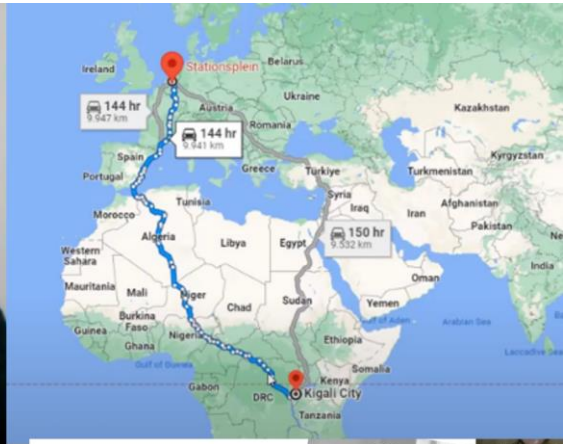 Ireland
Stationsplein
Belarus
144 hr
9.947 km
Austria
Ukraine
Kazakhstan
144 hr
9.941 km
Romania
Spain
Portugal
Greece
Türkiye
Kyrgyzstan
Turkmenistan
Tunisia
Syria
Morocco
Iraq
Iran
Afghanistan
Algeria
Libya
Egypt
150 hr
9.532 km
Pakistan
Western
Sahara
Oman
India
Mauritania
Mali
Niger
Chad
Sudan
Yemen
Burkina
Faso
Gulf of Aden
Arabian Sea
Guinea
Nigeria
Ethiopia
Ghana
Gulf of Guinea
Somalia
Gabon
DRC
Kenya
Kigali City
Tanzania